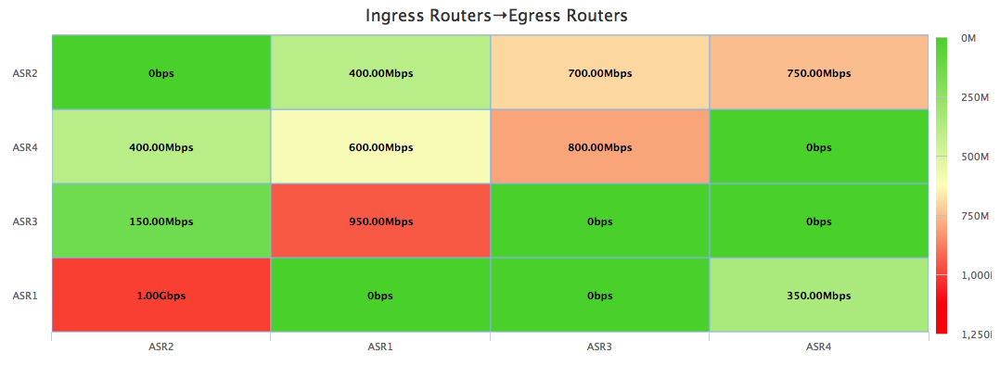 Ingress Routers→Egress Routers
ASR2 0bps 400.00Mbps 700.00Mbps 750.00Mbps
ASR4 400.00Mbps 600.00Mbps 800.00Mbps 0bps
ASR3 150.00Mbps 950.00Mbps 0bps 0bps
ASR1 1.00Gbps 0bps 0bps 350.00Mbps
ASR2 ASR1 ASR3 ASR4
0M
250M
500M
750M
1,000
1,250